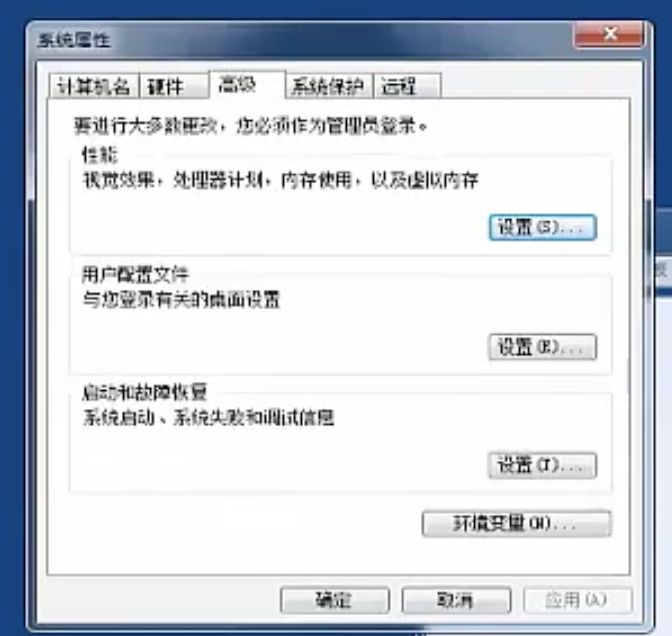 系统属性
计算机名 硬件 高级 系统保护 远程
要进行大多数更改，您必须作为管理员登录。
性能
视觉效果，处理器计划，内存使用，以及虚拟内存
设置(S)...
用户配置文件
与您登录有关的桌面设置
设置(E)...
启动和故障恢复
系统启动、系统失败和调试信息
设置(T)...
环境变量(N)...
确定 取消 应用(A)